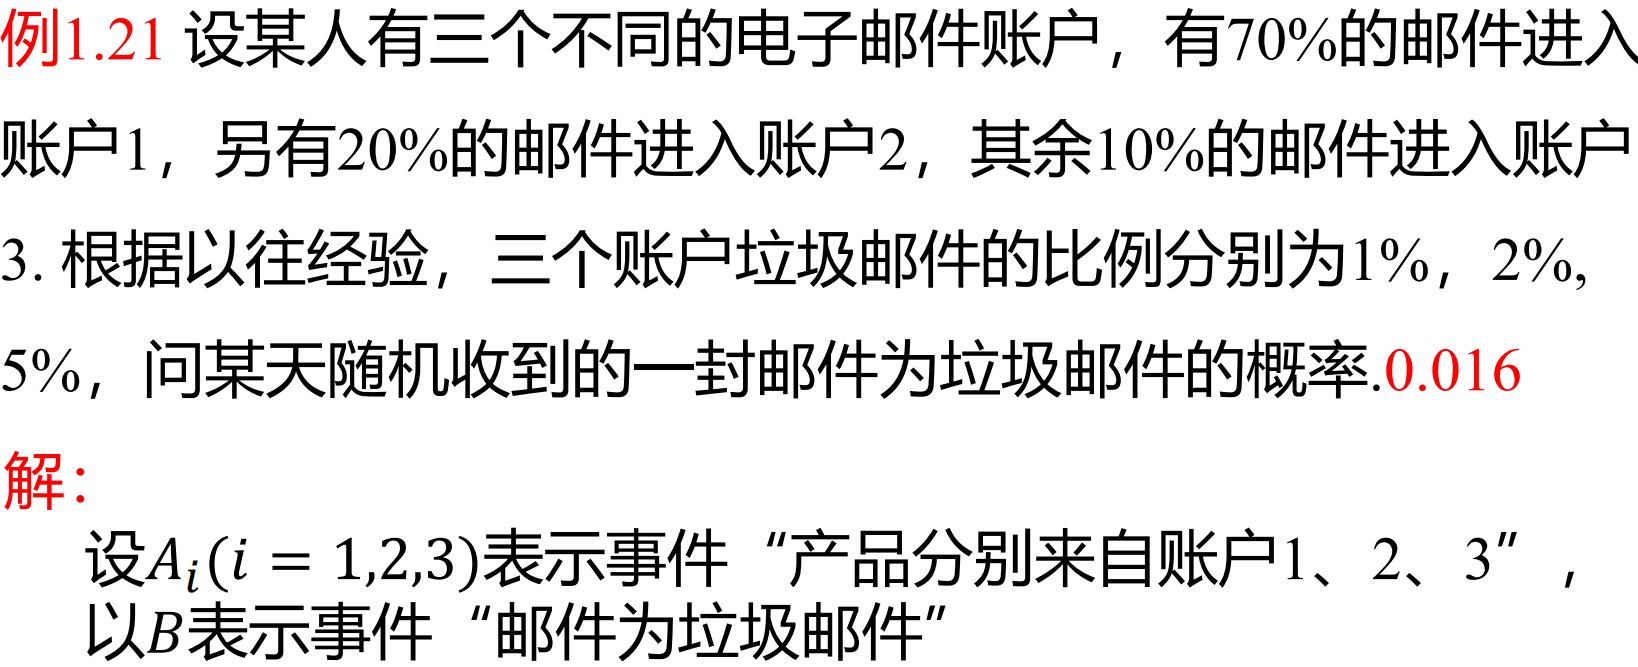 例1.21 设某人有三个不同的电子邮件账户，有70%的邮件进入
账户1，另有20%的邮件进入账户2，其余10%的邮件进入账户
3. 根据以往经验，三个账户垃圾邮件的比例分别为1%，2%,
5%，问某天随机收到的一封邮件为垃圾邮件的概率.0.016
解：
设A_i(i = 1,2,3)表示事件“产品分别来自账户1、2、3”，
以B表示事件“邮件为垃圾邮件”